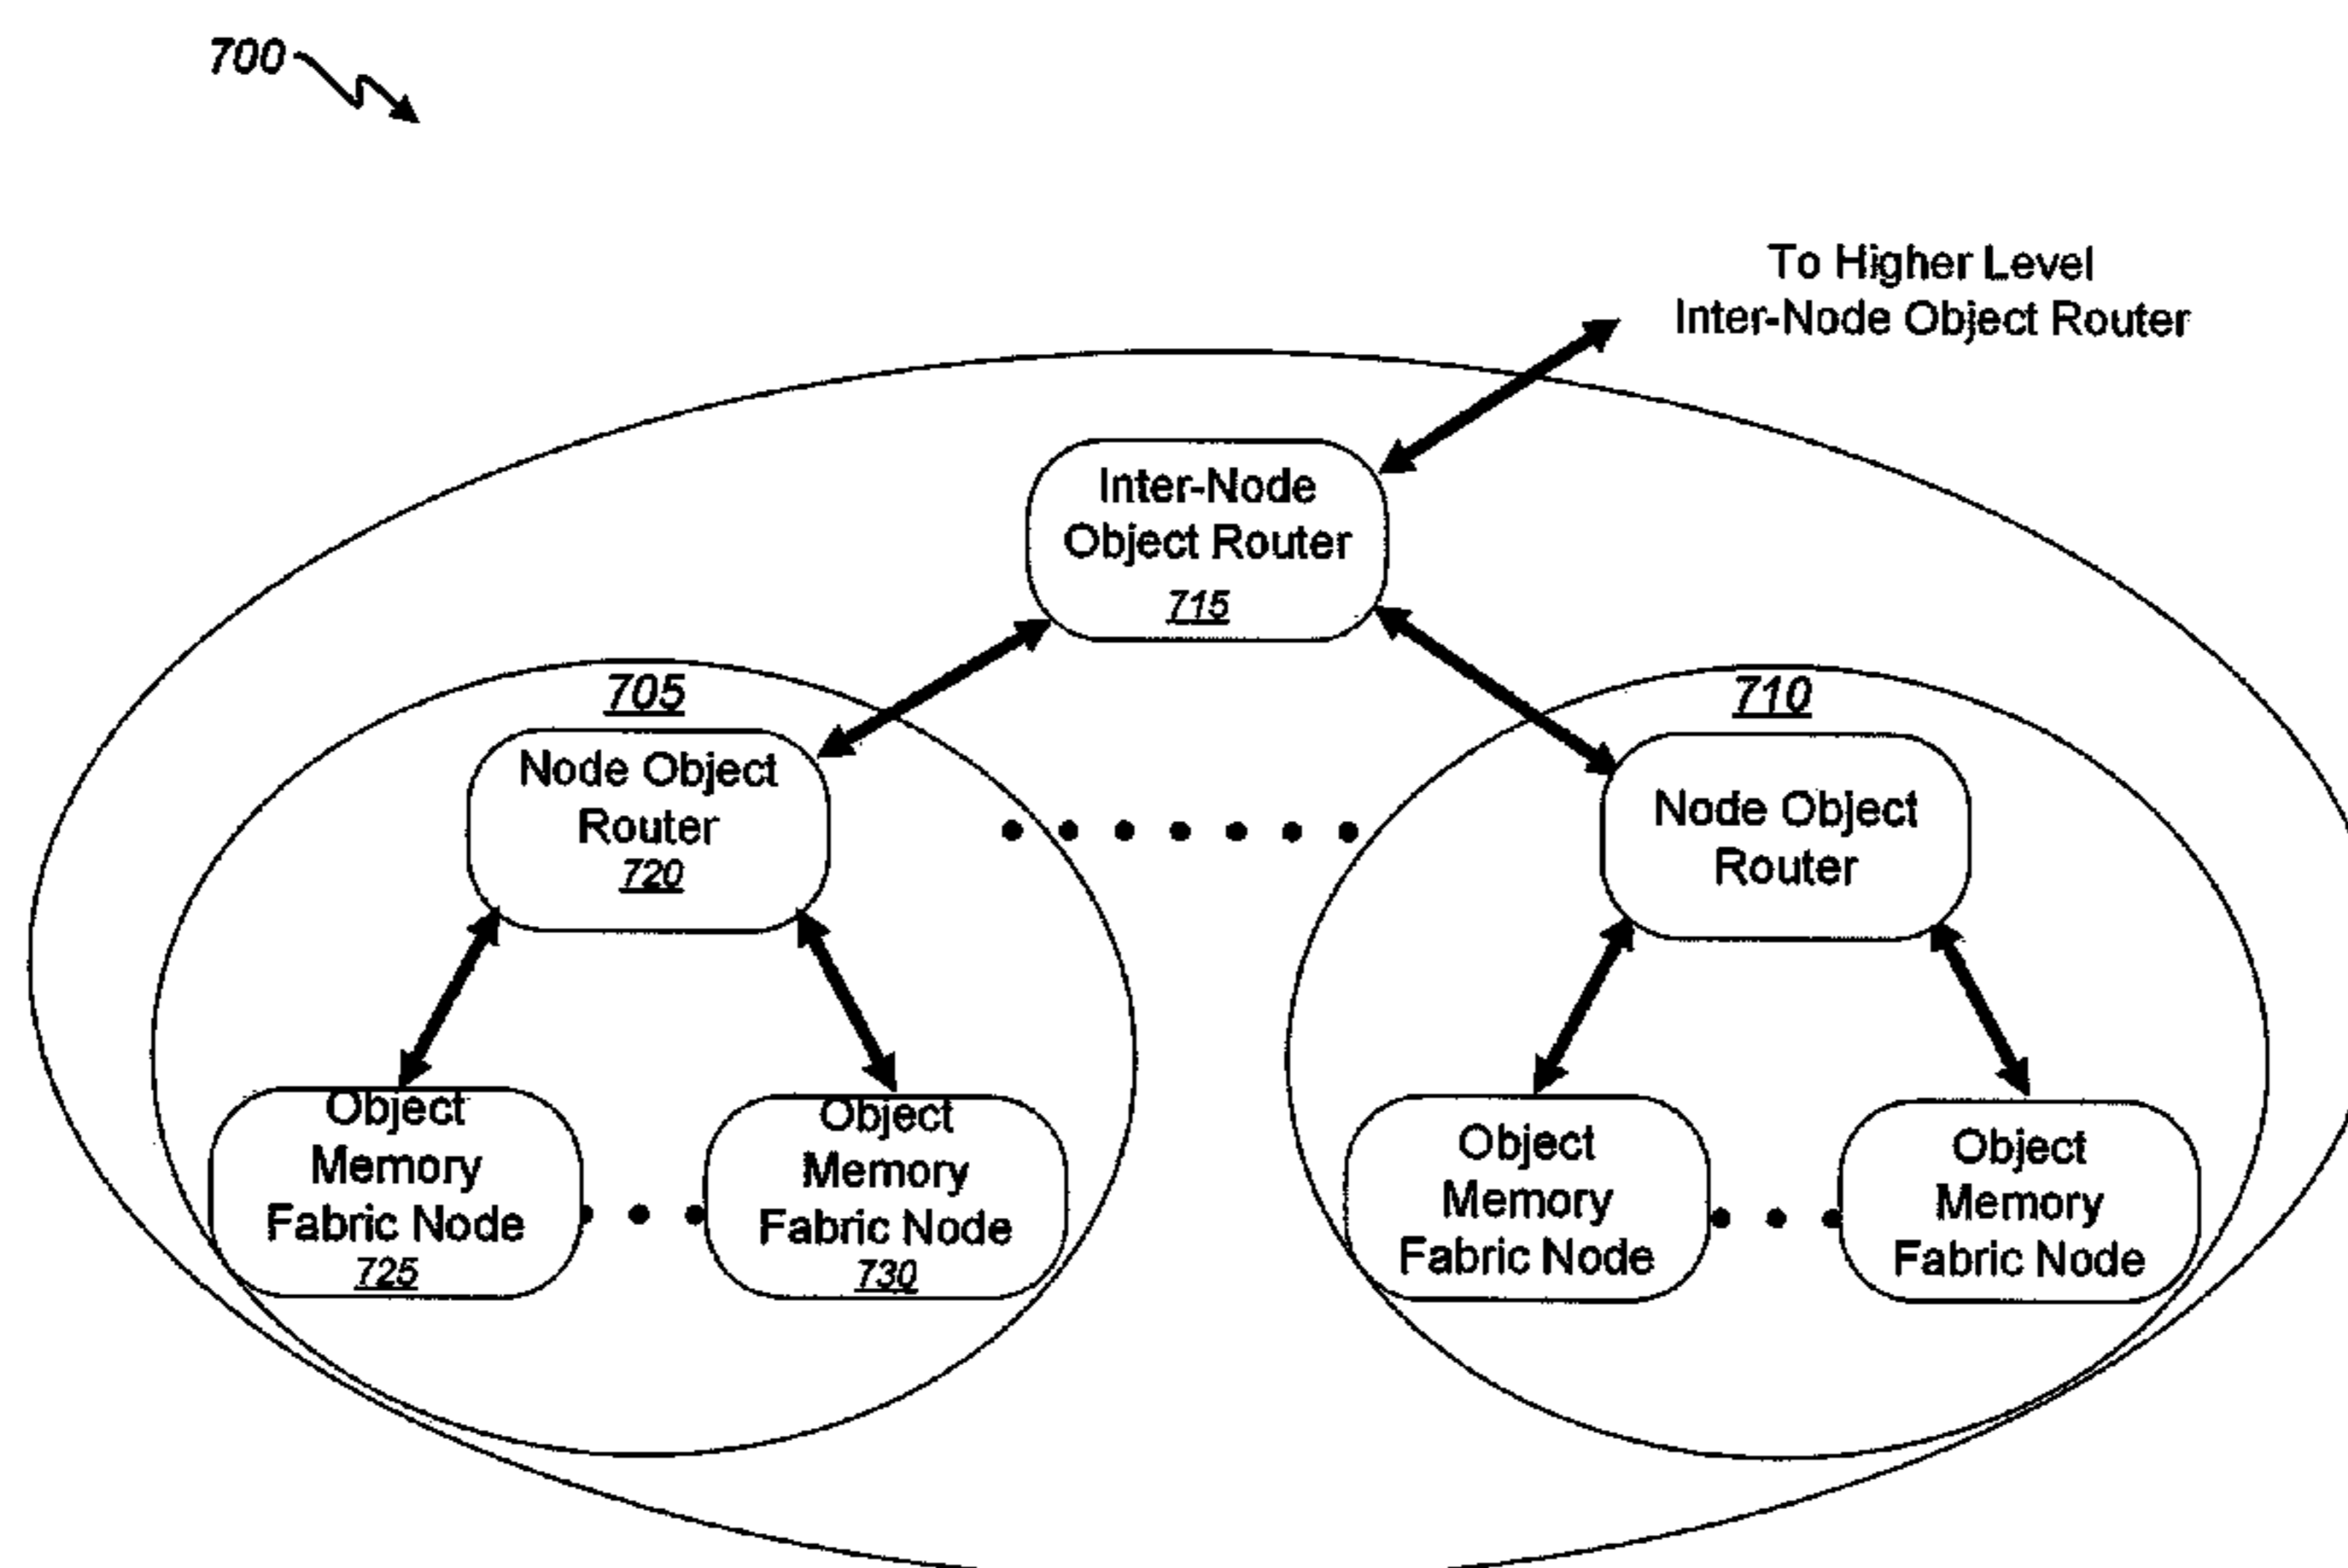 700
To Higher Level
Inter-Node Object Router
Inter-Node
Object Router
715
705
Node Object
Router
720
710
Node Object
Router
Object
Memory
Fabric Node
725
Object
Memory
Fabric Node
730
Object
Memory
Fabric Node
Object
Memory
Fabric Node